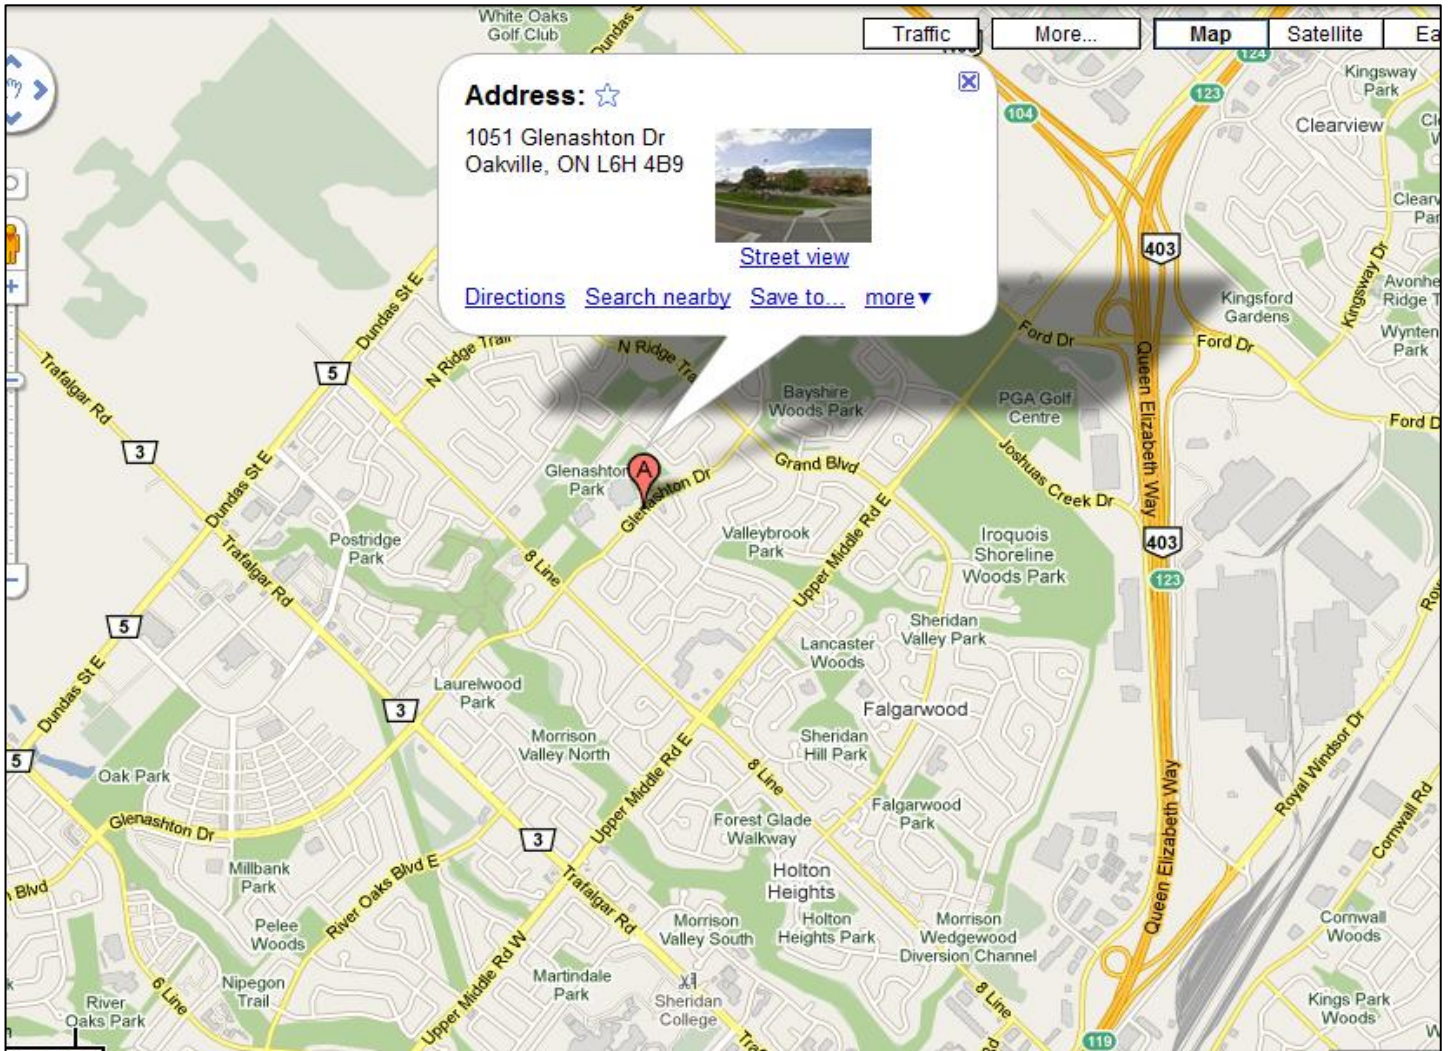 White Oaks
Golf Club
Dundas S
Traffic
More...
Map
Satellite
Ea
124
Kingsway
Park
123
104
Clearview
Address:
1051 Glenashton Dr
Oakville, ON L6H 4B9
Street view
Directions
Search nearby
Save to...
more▼
403
Kingsway Dr
Kingsford
Gardens
Avonhe
Ridge T
Wynten
Park
Dundas St E
N Ridge Trail
N Ridge Tra
Ford Dr
Ford Dr
Queen Elizabeth Way
Trafalgar Rd
5
Bayshire
Woods Park
PGA Golf
Centre
Ford D
3
Dundas St E
Glenashton
Park
A
Glenashton Dr
Grand Blvd
Joshuas Creek Dr
Postridge
Park
Valleybrook
Park
Upper Middle Rd E
Iroquois
Shoreline
Woods Park
403
123
Trafalgar Rd
8 Line
5
Dundas St E
Lancaster
Woods
Sheridan
Valley Park
Laurelwood
Park
3
Falgarwood
Morrison
Valley North
Sheridan
Hill Park
5
Oak Park
Upper Middle Rd E
8 Line
Royal Windsor Dr
Glenashton Dr
Falgarwood
Park
Forest Glade
Walkway
3
Cornwall Rd
Millbank
Park
River Oaks Blvd E
Trafalgar Rd
Holton
Heights
Queen Elizabeth Way
Blvd
Pelee
Woods
Morrison
Valley South
Holton
Heights Park
Morrison
Wedgewood
Diversion Channel
Cornwall
Woods
6 Line
Nipegon
Trail
Upper Middle Rd W
Martindale
Park
Sheridan
College
8 Line
River
Oaks Park
Kings Park
Woods
119